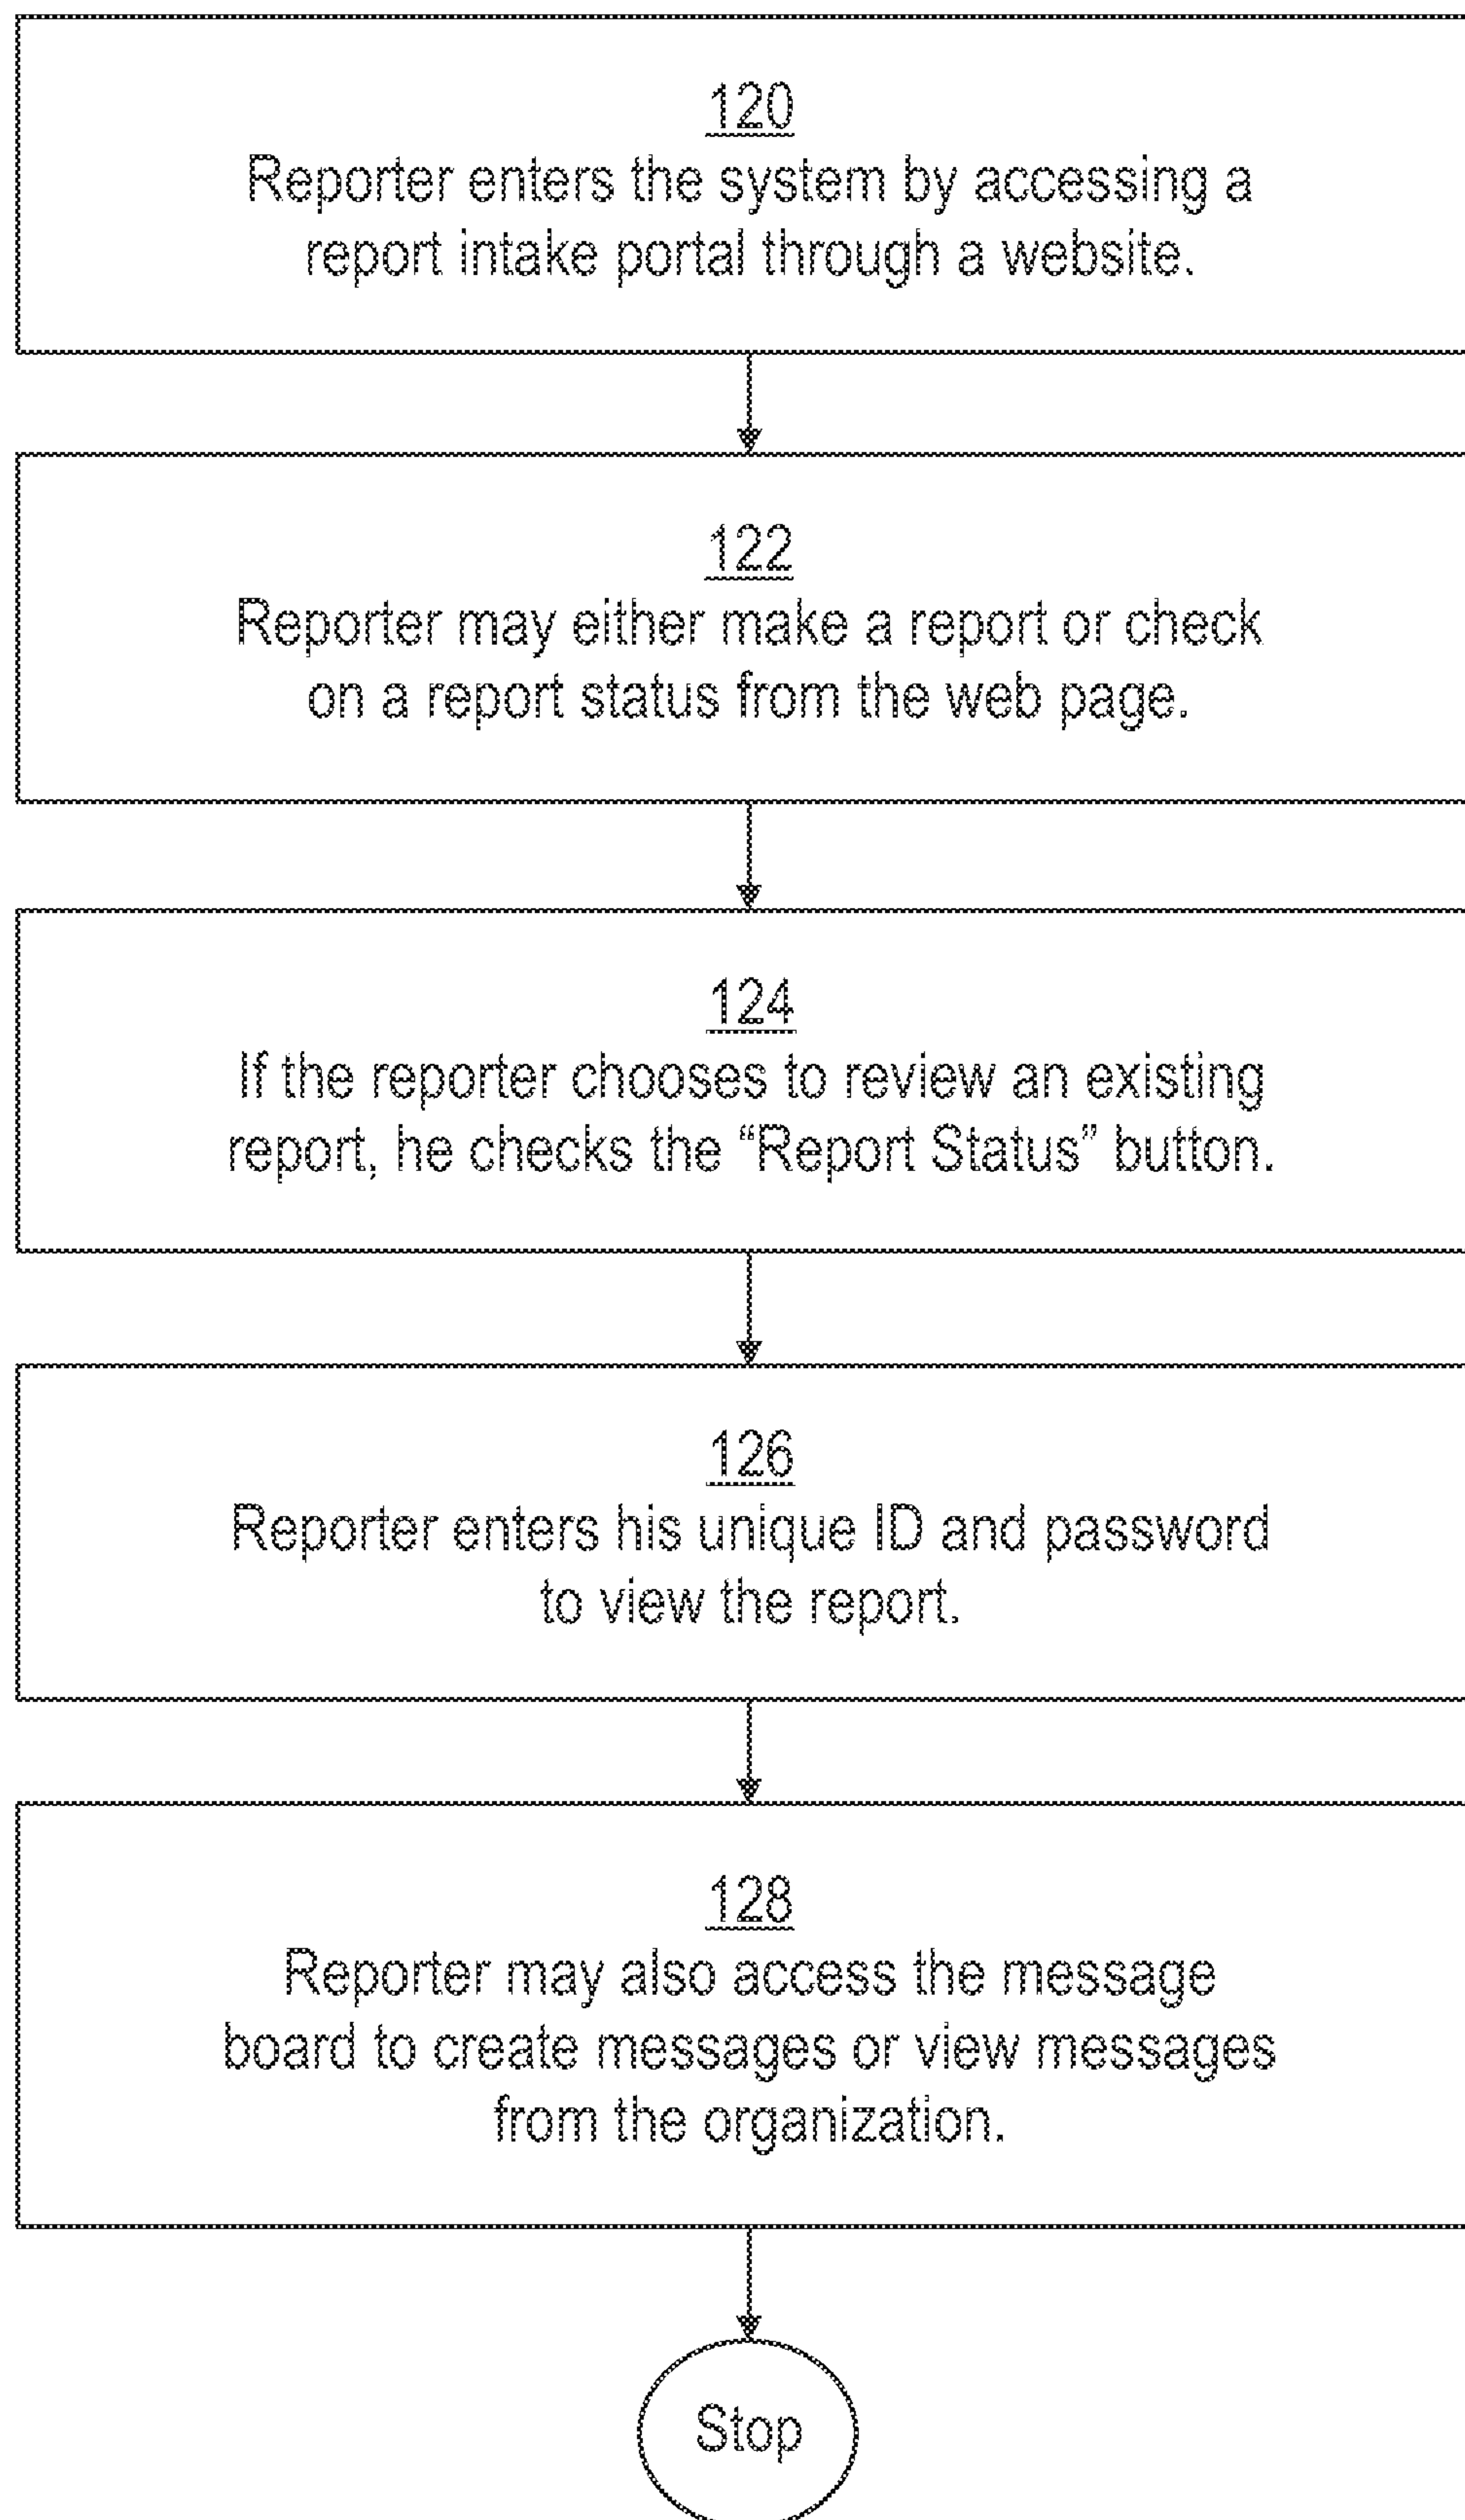 120
Reporter enters the system by accessing a
report intake portal through a website.
122
Reporter may either make a report or check
on a report status from the web page.
124
If the reporter chooses to review an existing
report, he checks the “Report Status” button.
126
Reporter enters his unique ID and password
to view the report.
128
Reporter may also access the message
board to create messages or view messages
from the organization.
Stop